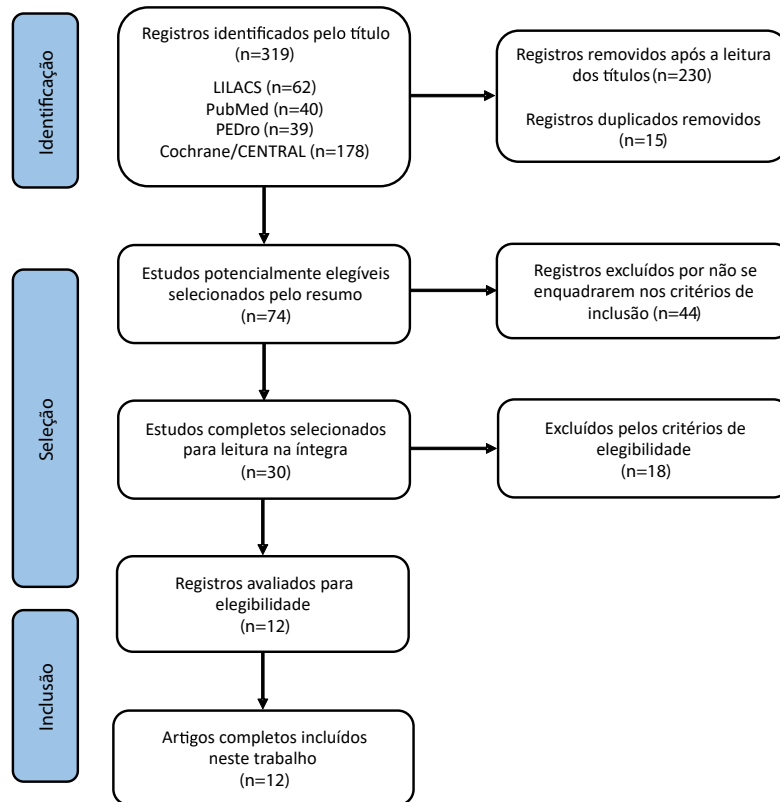 Identificação
Registros identificados pelo título
(n=319)
LILACS (n=62)
PubMed (n=40)
PEDro (n=39)
Cochrane/CENTRAL (n=178)
Registros removidos após a leitura
dos títulos (n=230)
Registros duplicados removidos
(n=15)
Seleção
Estudos potencialmente elegíveis
selecionados pelo resumo
(n=74)
Registros excluídos por não se
enquadrarem nos critérios de
inclusão (n=44)
Estudos completos selecionados
para leitura na íntegra
(n=30)
Excluídos pelos critérios de
elegibilidade
(n=18)
Registros avaliados para
elegibilidade
(n=12)
Inclusão
Artigos completos incluídos
neste trabalho
(n=12)